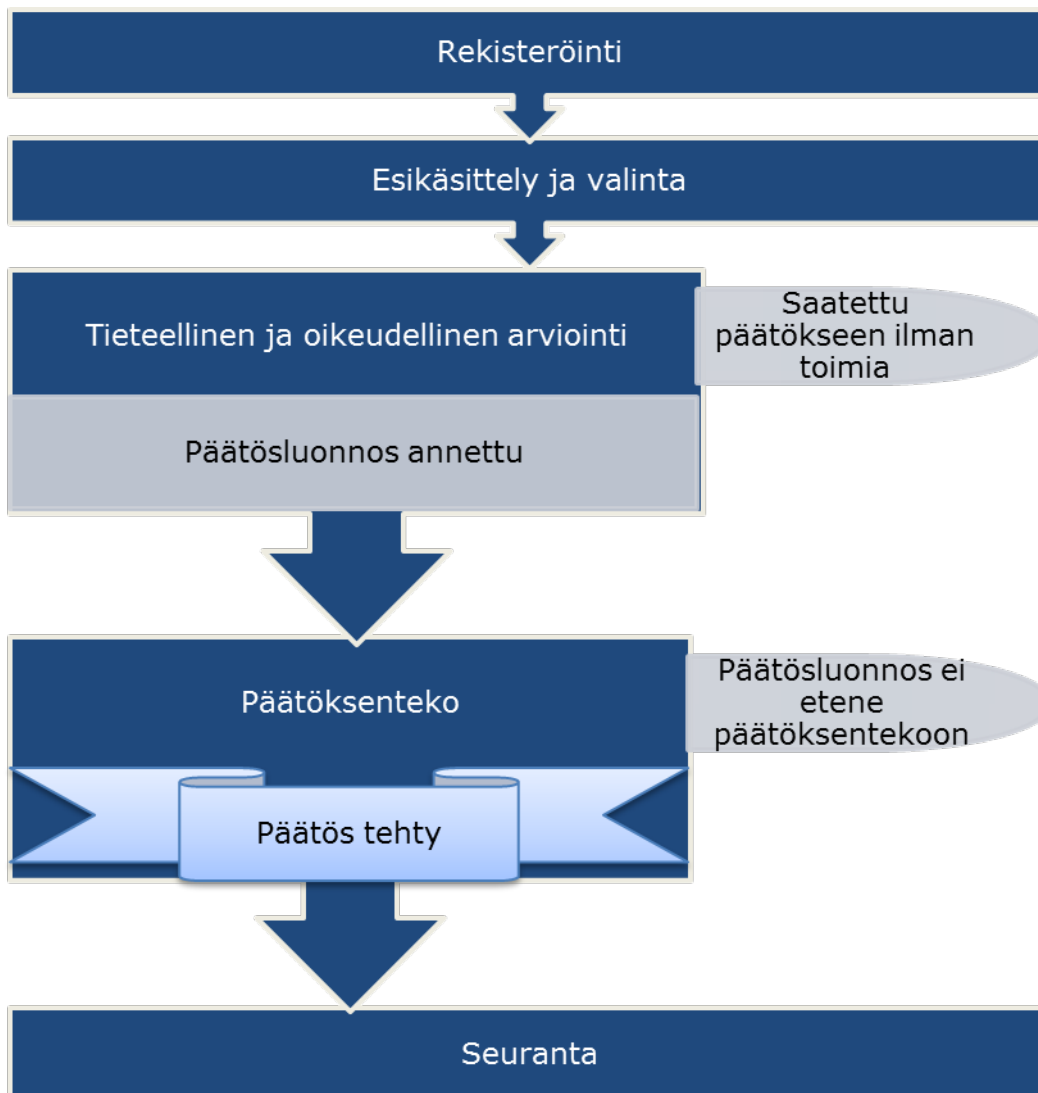 Rekisteröinti
Esikäsittely ja valinta
Tieteellinen ja oikeudellinen arviointi
Saatettu
päätökseen ilman
toimia
Päätösluonnos annettu
Päätöksenteko
Päätösluonnos ei
etene
päätöksentekoon
Päätös tehty
Seuranta